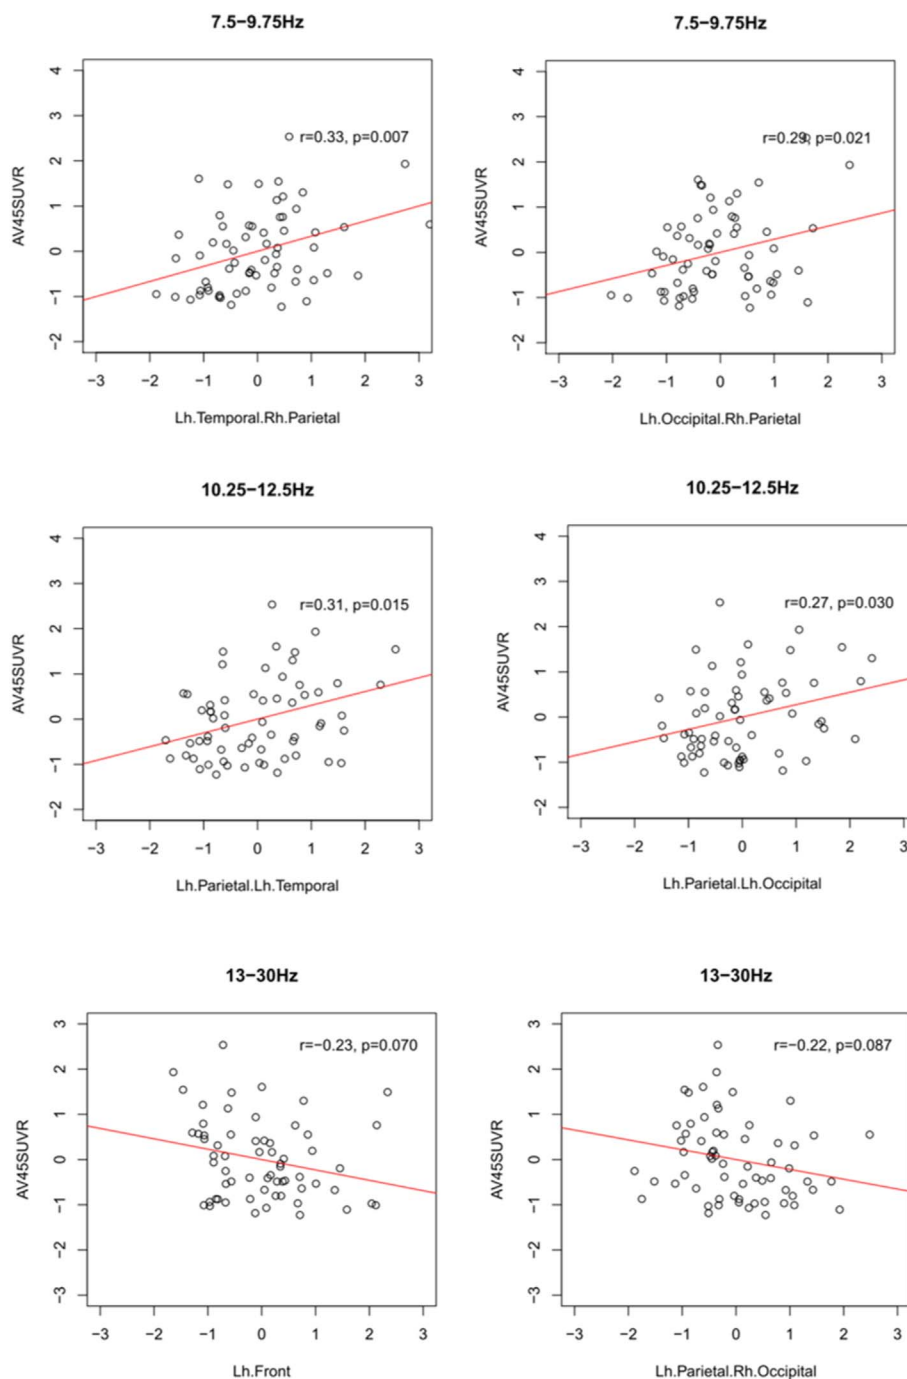 7.5−9.75Hz
AV45SUVR
4
3
2
1
0
−1
−2
r=0.33, p=0.007
−3 −2 −1 0 1 2 3
Lh.Temporal.Rh.Parietal
7.5−9.75Hz
AV45SUVR
4
3
2
1
0
−1
−2
r=0.29, p=0.021
−3 −2 −1 0 1 2 3
Lh.Occipital.Rh.Parietal
10.25−12.5Hz
AV45SUVR
4
3
2
1
0
−1
−2
r=0.31, p=0.015
−3 −2 −1 0 1 2 3
Lh.Parietal.Lh.Temporal
10.25−12.5Hz
AV45SUVR
4
3
2
1
0
−1
−2
r=0.27, p=0.030
−3 −2 −1 0 1 2 3
Lh.Parietal.Lh.Occipital
13−30Hz
AV45SUVR
3
2
1
0
−1
−2
−3
r=−0.23, p=0.070
−3 −2 −1 0 1 2 3
Lh.Front
13−30Hz
AV45SUVR
3
2
1
0
−1
−2
−3
r=−0.22, p=0.087
−3 −2 −1 0 1 2 3
Lh.Parietal.Rh.Occipital